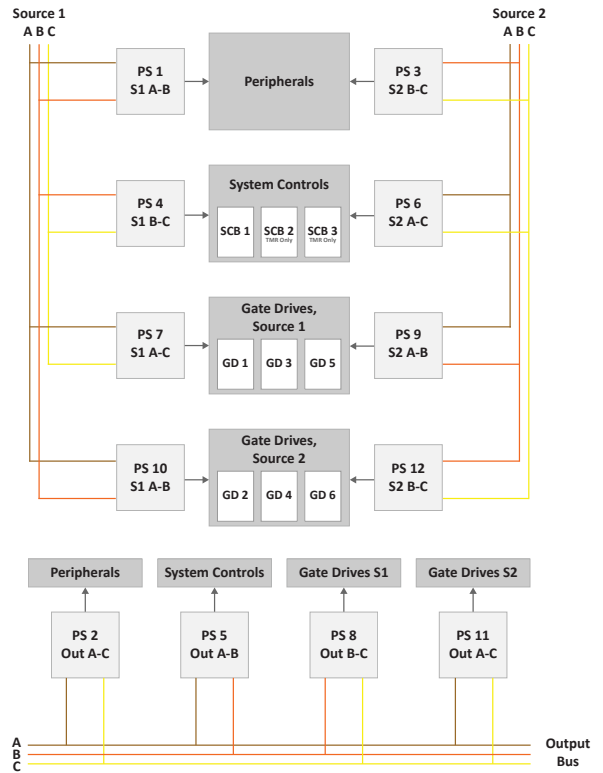 Source 1
A B C
Source 2
A B C
PS 1
S1 A-B
Peripherals
PS 3
S2 B-C
PS 4
S1 B-C
System Controls
SCB 1
SCB 2
TMR Only
SCB 3
TMR Only
PS 6
S2 A-C
PS 7
S1 A-C
Gate Drives,
Source 1
GD 1
GD 3
GD 5
PS 9
S2 A-B
PS 10
S1 A-B
Gate Drives,
Source 2
GD 2
GD 4
GD 6
PS 12
S2 B-C
Peripherals
System Controls
Gate Drives S1
Gate Drives S2
PS 2
Out A-C
PS 5
Out A-B
PS 8
Out B-C
PS 11
Out A-C
A
B
C
Output
Bus